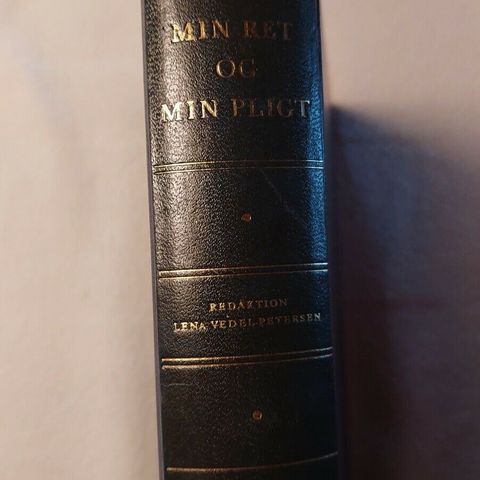 MIN RET
OG
MIN PLIGT
REDAKTION
LENA VEDEL-PETERSEN